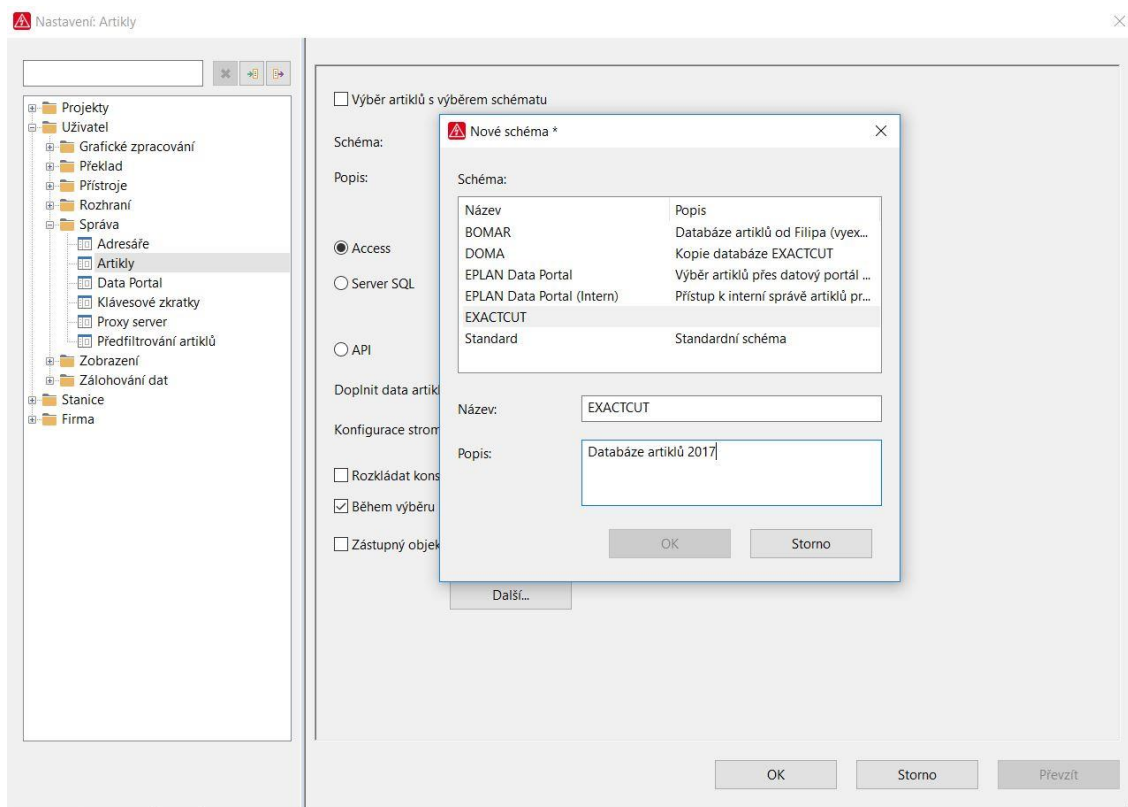 Nastavení: Artikly
Projekty
Uživatel
Grafické zpracování
Překlad
Přístroje
Rozhraní
Správa
Adresáře
Artikly
Data Portal
Klávesové zkratky
Proxy server
Předfiltrování artiklů
Zobrazení
Zálohování dat
Stanice
Firma
Výběr artiklů s výběrem schématu
Schéma:
Popis:
Access
Server SQL
API
Doplnit data artikl
Konfigurace strom
Rozkládat kons
Během výběru
Zástupný objek
Další...
Nové schéma *
Schéma:
Název Popis
BOMAR Databáze artiklů od Filipa (vyex...
DOMA Kopie databáze EXACTCUT
EPLAN Data Portal Výběr artiklů přes datový portál ...
EPLAN Data Portal (Intern) Přístup k interní správě artiklů pr...
EXACTCUT
Standard Standardní schéma
Název: EXACTCUT
Popis: Databáze artiklů 2017
OK Storno
OK Storno Převzít